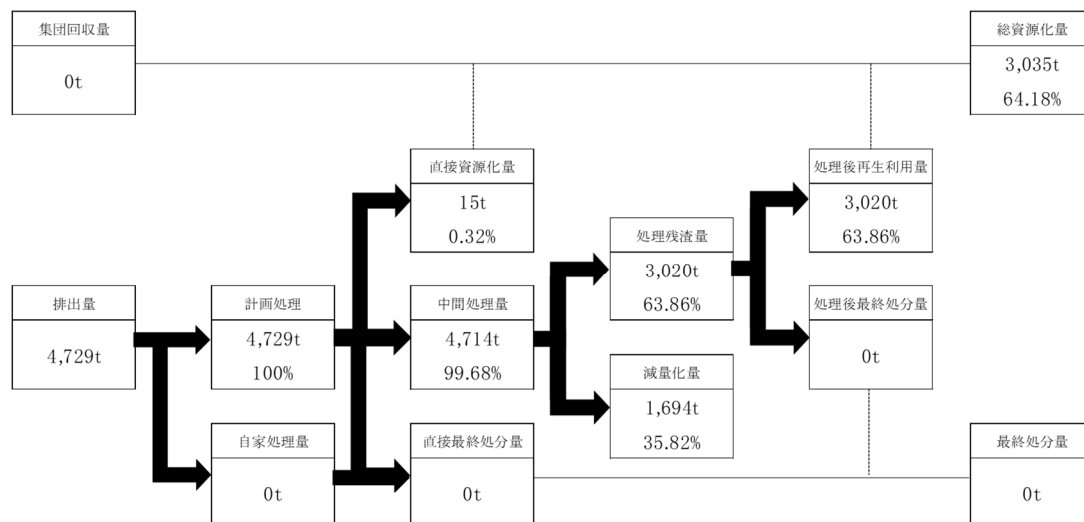 集団回収量
0t
総資源化量
3,035t
64.18%
直接資源化量
15t
0.32%
処理後再生利用量
3,020t
63.86%
処理残渣量
3,020t
63.86%
排出量
4,729t
計画処理
4,729t
100%
中間処理量
4,714t
99.68%
処理後最終処分量
0t
減量化量
1,694t
35.82%
自家処理量
0t
直接最終処分量
0t
最終処分量
0t